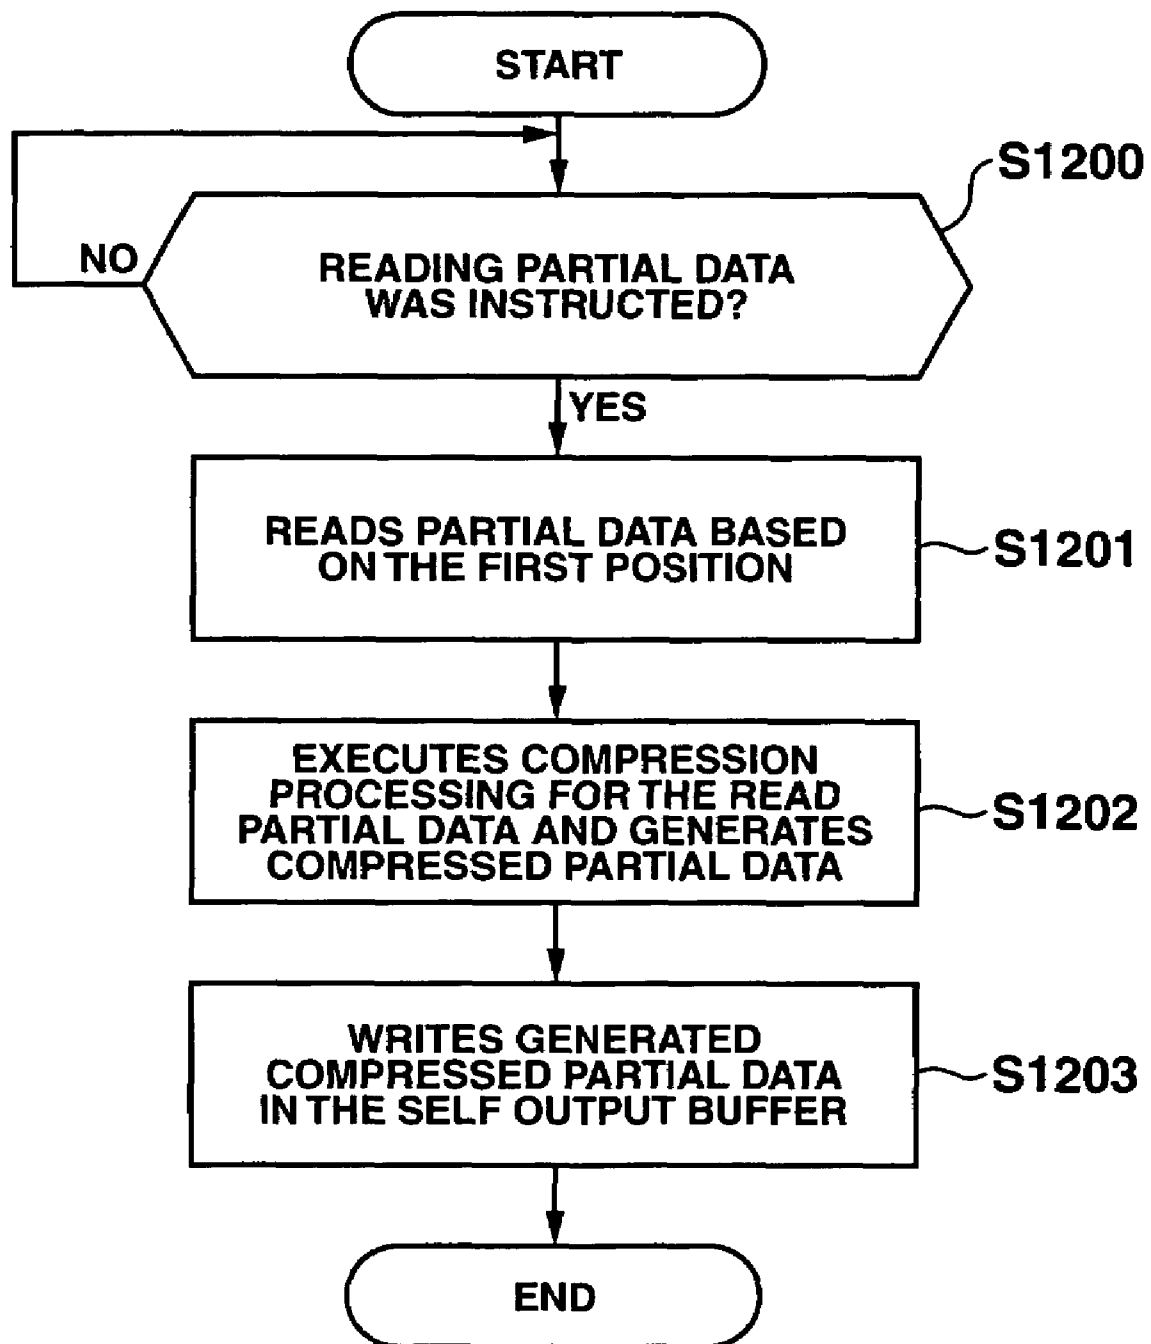 START
S1200
NO
READING PARTIAL DATA
WAS INSTRUCTED?
YES
READS PARTIAL DATA BASED
ON THE FIRST POSITION
S1201
EXECUTES COMPRESSION
PROCESSING FOR THE READ
PARTIAL DATA AND GENERATES
COMPRESSED PARTIAL DATA
S1202
WRITES GENERATED
COMPRESSED PARTIAL DATA
IN THE SELF OUTPUT BUFFER
S1203
END